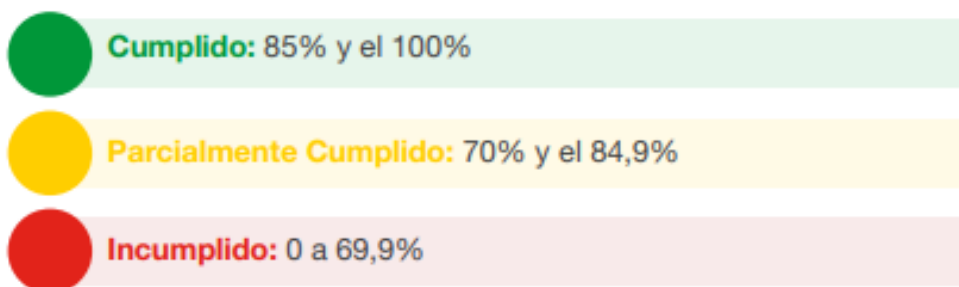 Cumplido: 85% y el 100%
Parcialmente Cumplido: 70% y el 84,9%
Incumplido: 0 a 69,9%